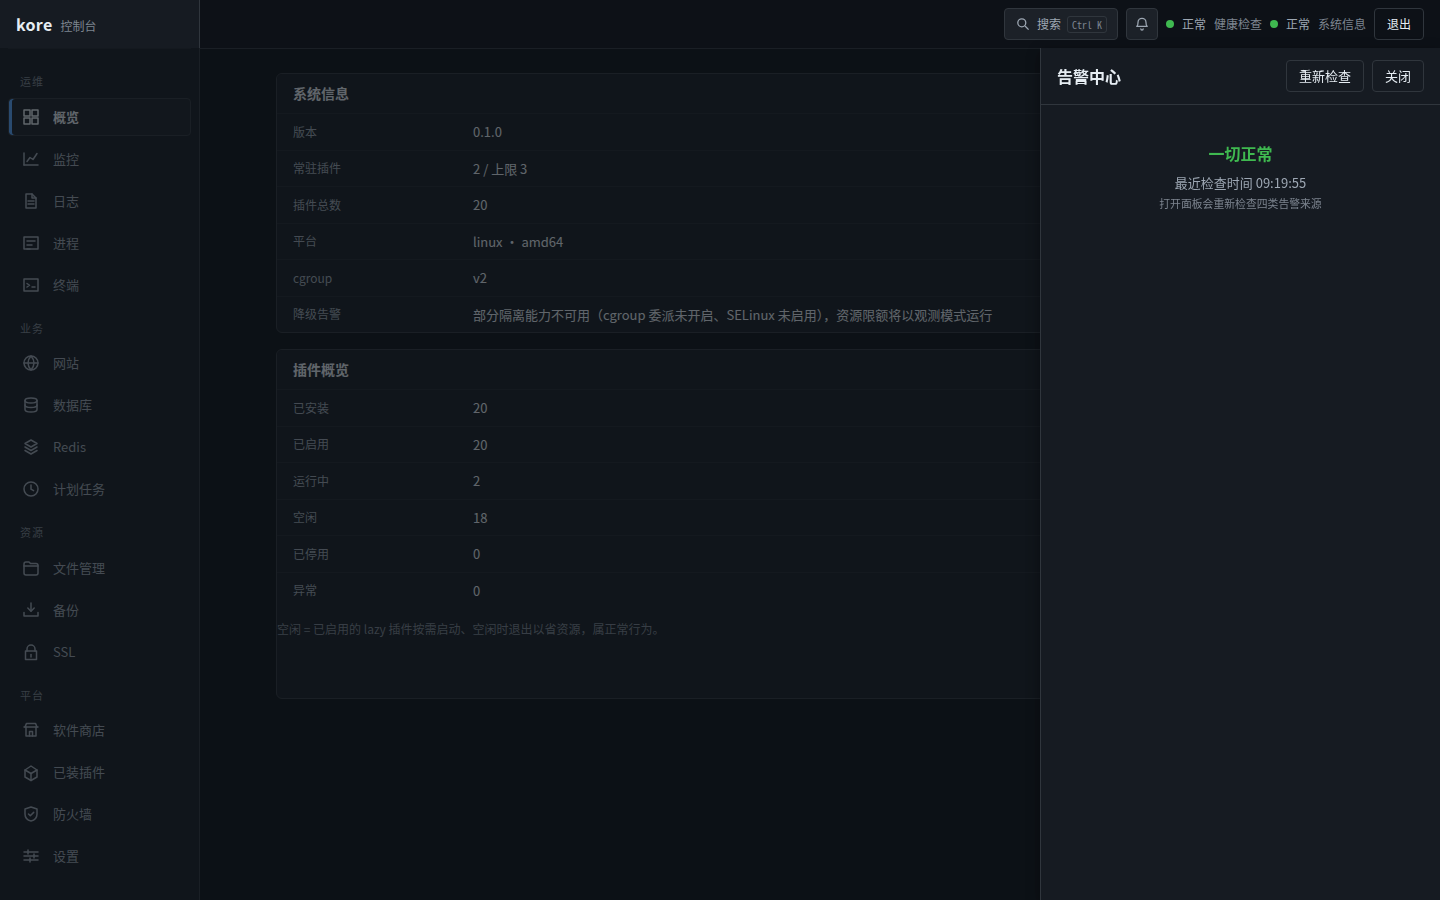 kore 控制台
搜索 Ctrl K
正常 健康检查
正常 系统信息
退出
运维
概览
监控
日志
进程
终端
业务
网站
数据库
Redis
计划任务
资源
文件管理
备份
SSL
平台
软件商店
已装插件
防火墙
设置
系统信息
版本 0.1.0
常驻插件 2 / 上限 3
插件总数 20
平台 linux · amd64
cgroup v2
降级告警 部分隔离能力不可用（cgroup 委派未开启、SELinux 未启用），资源限额将以观测模式运行
插件概览
已安装 20
已启用 20
运行中 2
空闲 18
已停用 0
异常 0
空闲 = 已启用的 lazy 插件按需启动、空闲时退出以省资源，属正常行为。
告警中心
重新检查
关闭
一切正常
最近检查时间 09:19:55
打开面板会重新检查四类告警来源